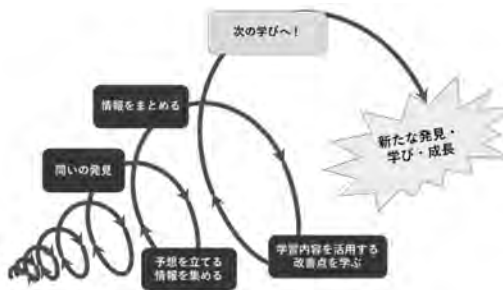 次の学びへ！
情報をまとめる
新たな発見・
学び・成長
問いの発見
予想を立てる
情報を集める
学習内容を活用する
改善点を学ぶ